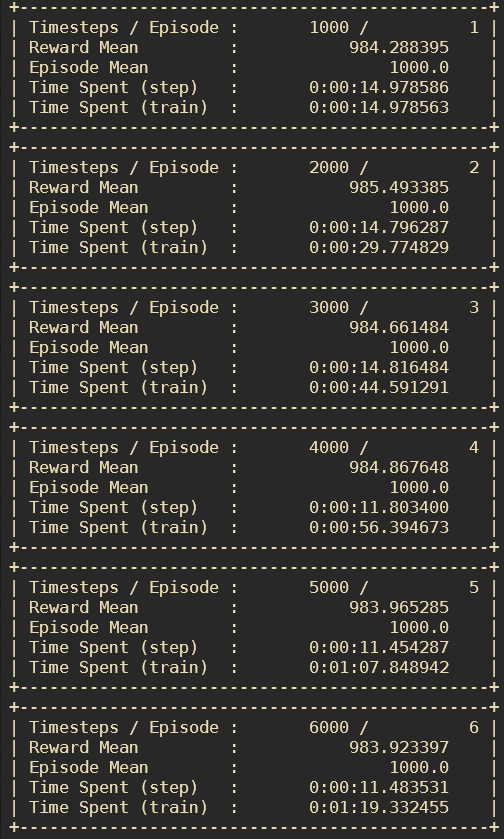 +-----------------------------------------------+
| Timesteps / Episode :       1000 /          1 |
| Reward Mean         :           984.288395    |
| Episode Mean        :               1000.0    |
| Time Spent (step)   :       0:00:14.978586    |
| Time Spent (train)  :       0:00:14.978563    |
+-----------------------------------------------+
+-----------------------------------------------+
| Timesteps / Episode :       2000 /          2 |
| Reward Mean         :           985.493385    |
| Episode Mean        :               1000.0    |
| Time Spent (step)   :       0:00:14.796287    |
| Time Spent (train)  :       0:00:29.774829    |
+-----------------------------------------------+
+-----------------------------------------------+
| Timesteps / Episode :       3000 /          3 |
| Reward Mean         :           984.661484    |
| Episode Mean        :               1000.0    |
| Time Spent (step)   :       0:00:14.816484    |
| Time Spent (train)  :       0:00:44.591291    |
+-----------------------------------------------+
+-----------------------------------------------+
| Timesteps / Episode :       4000 /          4 |
| Reward Mean         :           984.867648    |
| Episode Mean        :               1000.0    |
| Time Spent (step)   :       0:00:11.803400    |
| Time Spent (train)  :       0:00:56.394673    |
+-----------------------------------------------+
+-----------------------------------------------+
| Timesteps / Episode :       5000 /          5 |
| Reward Mean         :           983.965285    |
| Episode Mean        :               1000.0    |
| Time Spent (step)   :       0:00:11.454287    |
| Time Spent (train)  :       0:01:07.848942    |
+-----------------------------------------------+
+-----------------------------------------------+
| Timesteps / Episode :       6000 /          6 |
| Reward Mean         :           983.923397    |
| Episode Mean        :               1000.0    |
| Time Spent (step)   :       0:00:11.483531    |
| Time Spent (train)  :       0:01:19.332455    |
+-----------------------------------------------+